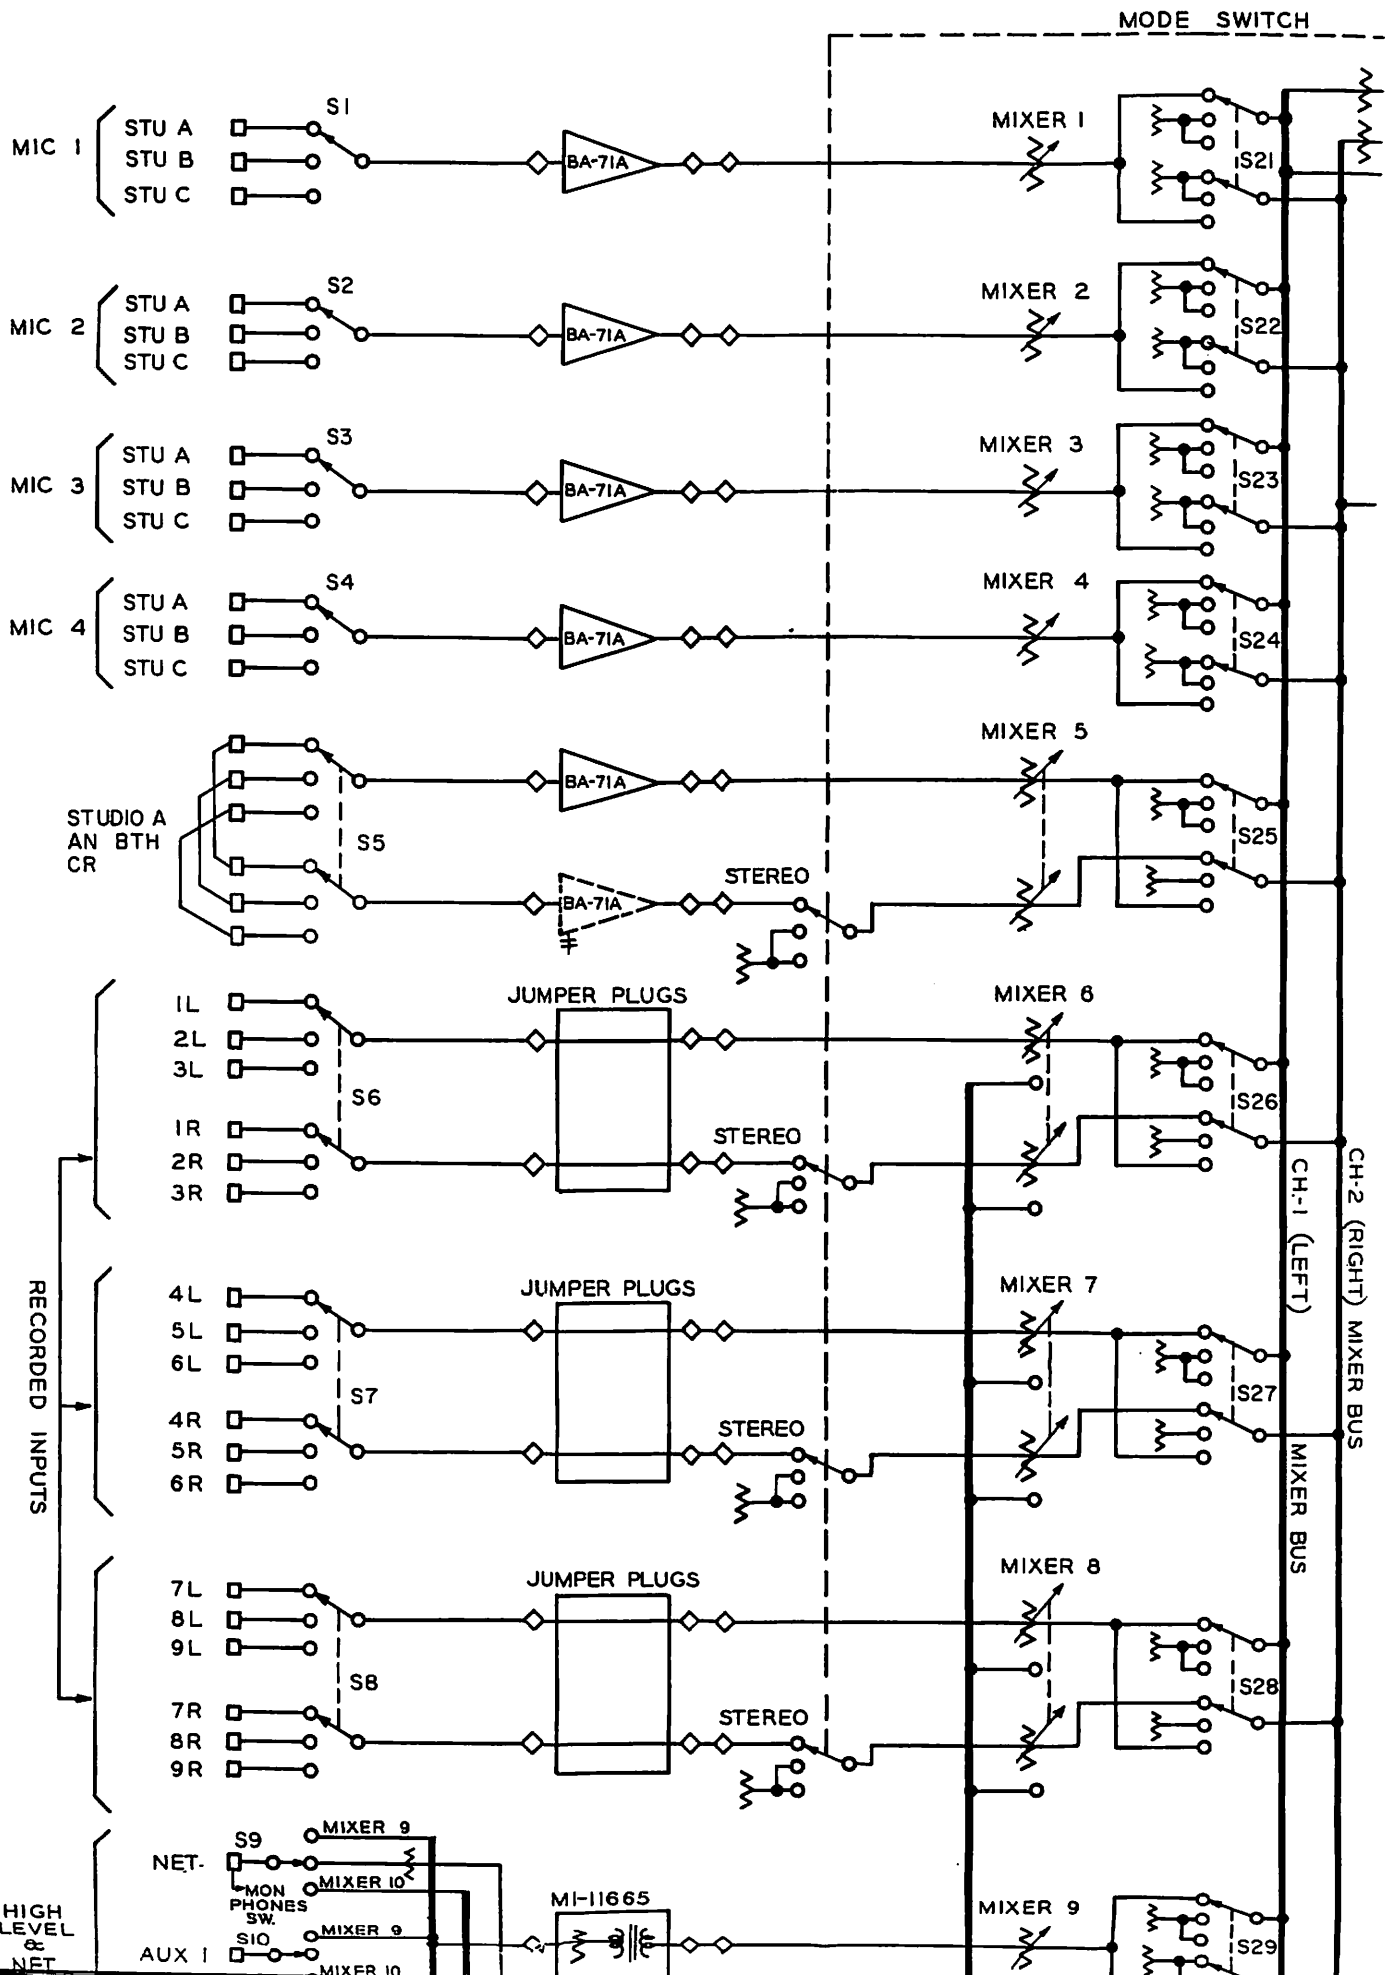 MODE SWITCH
MIC 1
STU A
STU B
STU C
S1
BA-71A
MIXER 1
S21
MIC 2
STU A
STU B
STU C
S2
BA-71A
MIXER 2
S22
MIC 3
STU A
STU B
STU C
S3
BA-71A
MIXER 3
S23
MIC 4
STU A
STU B
STU C
S4
BA-71A
MIXER 4
S24
STUDIO A
AN BTH
CR
S5
BA-71A
BA-71A
STEREO
MIXER 5
S25
RECORDED INPUTS
1L
2L
3L
1R
2R
3R
S6
JUMPER PLUGS
STEREO
MIXER 6
S26
CH.-1 (LEFT) MIXER BUS
CH-2 (RIGHT) MIXER BUS
4L
5L
6L
4R
5R
6R
S7
JUMPER PLUGS
STEREO
MIXER 7
S27
7L
8L
9L
7R
8R
9R
S8
JUMPER PLUGS
STEREO
MIXER 8
S28
HIGH
LEVEL
&
NET
NET.
S9
MIXER 9
MON
PHONES
SW.
MIXER 10
AUX 1
S10
MIXER 9
MIXER 10
MI-11665
MIXER 9
S29